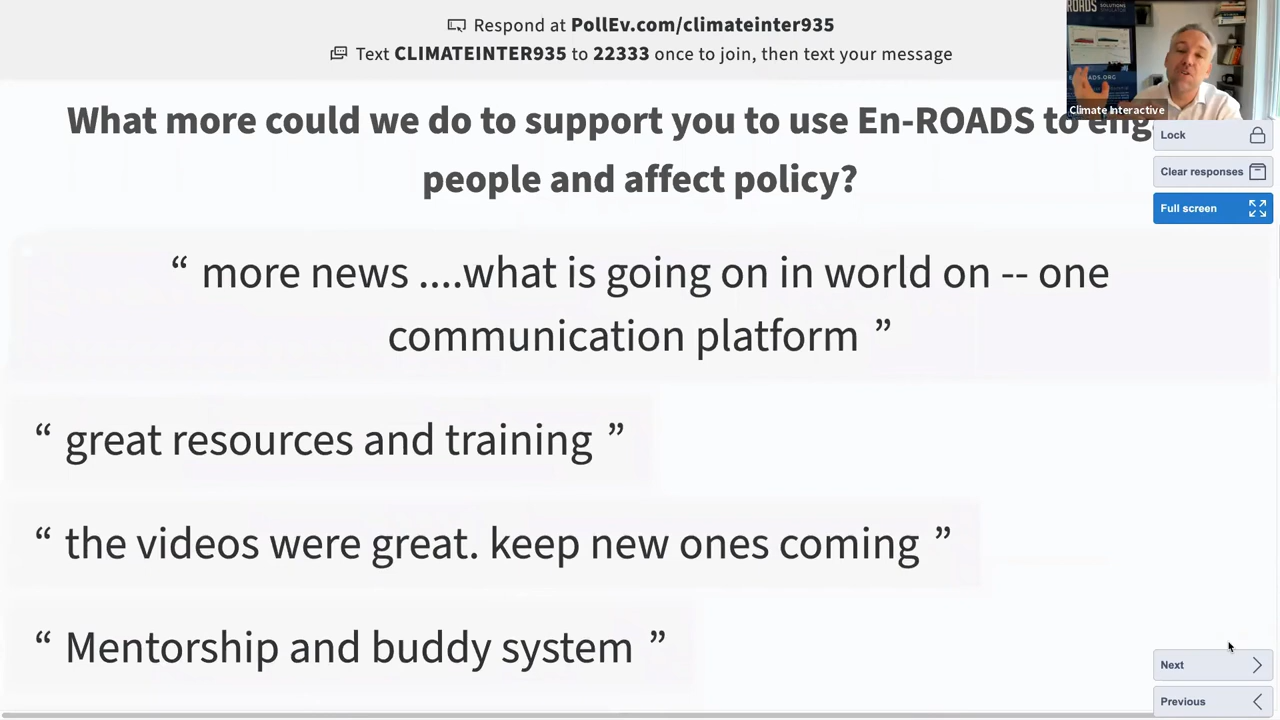 Respond at PollEv.com/climateinter935
Text CLIMATEINTER935 to 22333 once to join, then text your message
ROADS
SOLUTIONS
Climate Interactive
What more could we do to support you to use En-ROADS to eng
people and affect policy?
Lock
Clear responses
Full screen
“ more news ....what is going on in world on -- one
communication platform ”
“ great resources and training ”
“ the videos were great. keep new ones coming ”
“ Mentorship and buddy system ”
Next
Previous